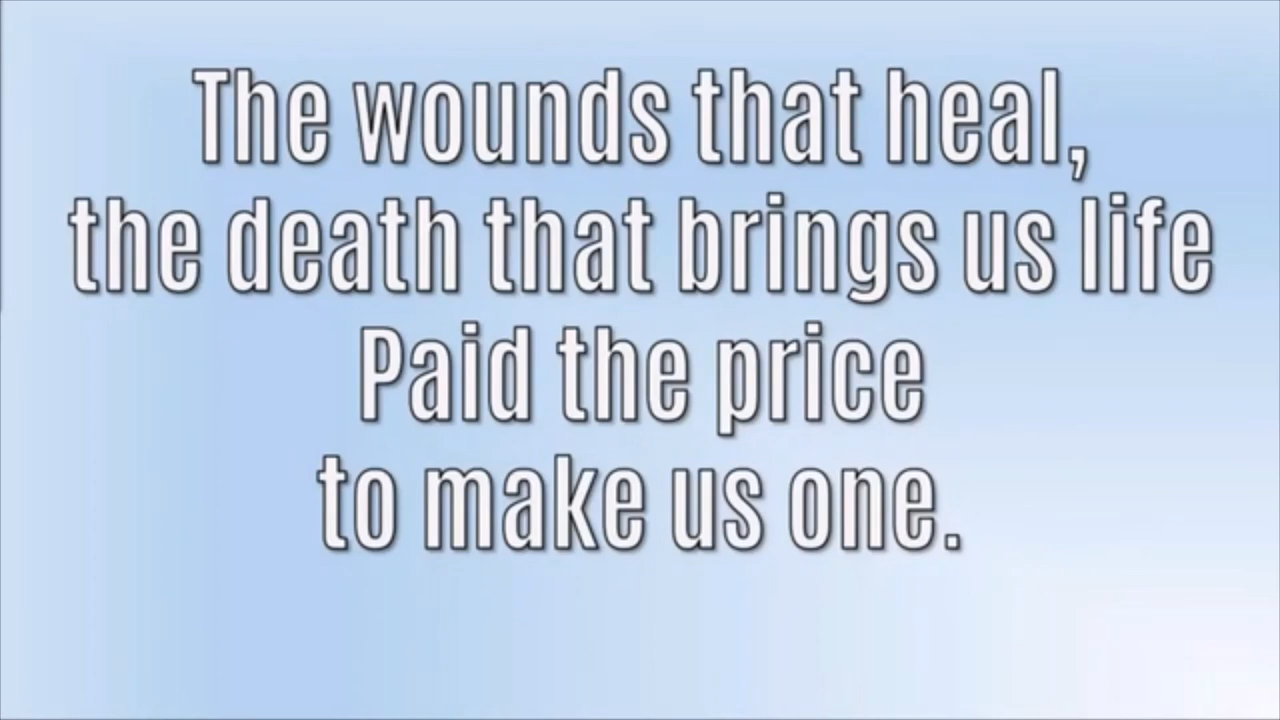 The wounds that heal,
the death that brings us life
Paid the price
to make us one.